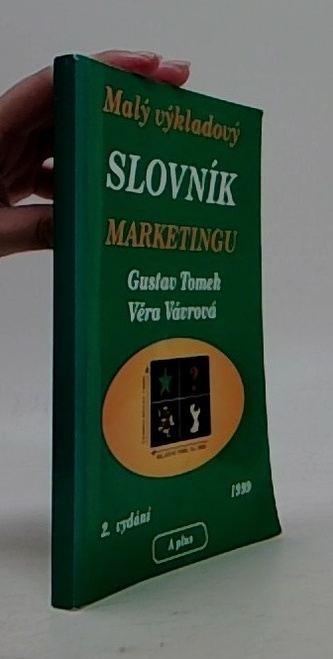 Malý výkladový
SLOVNÍK
MARKETINGU
Gustav Tomek
Věra Vávrová
?
1999
2. vydání
A plus